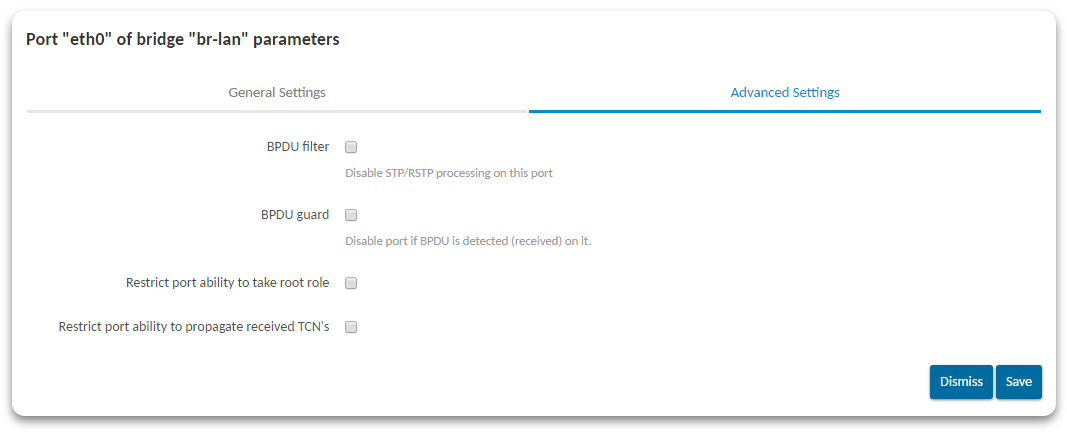 Port "eth0" of bridge "br-lan" parameters
General Settings
Advanced Settings
BPDU filter
Disable STP/RSTP processing on this port
BPDU guard
Disable port if BPDU is detected (received) on it.
Restrict port ability to take root role
Restrict port ability to propagate received TCN's
Dismiss
Save